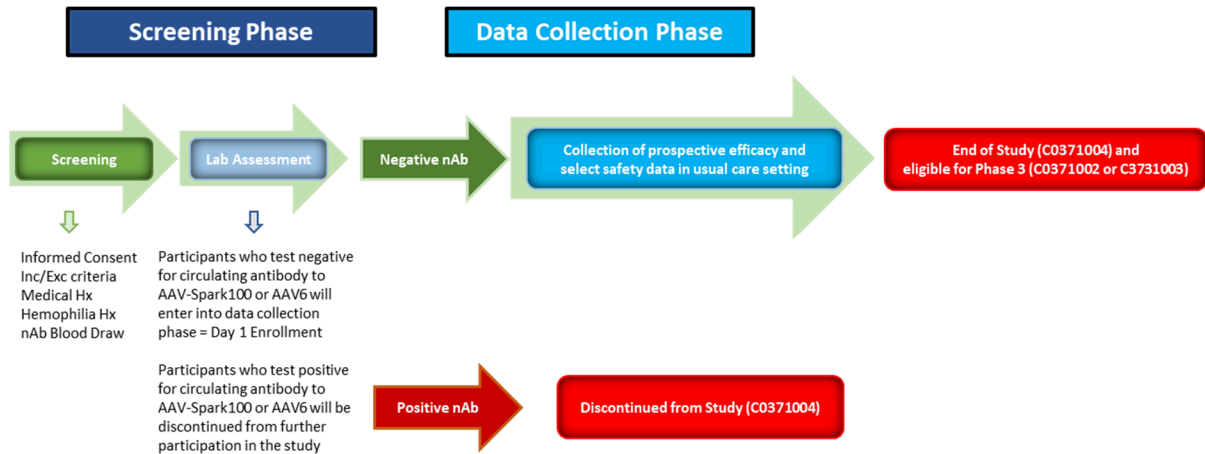 Screening Phase
Data Collection Phase
Screening
Lab Assessment
Negative nAb
Collection of prospective efficacy and
select safety data in usual care setting
End of Study (C0371004) and
eligible for Phase 3 (C0371002 or C3731003)
Informed Consent
Inc/Exc criteria
Medical Hx
Hemophilia Hx
nAb Blood Draw
Participants who test negative
for circulating antibody to
AAV-Spark100 or AAV6 will
enter into data collection
phase = Day 1 Enrollment
Participants who test positive
for circulating antibody to
AAV-Spark100 or AAV6 will be
discontinued from further
participation in the study
Positive nAb
Discontinued from Study (C0371004)